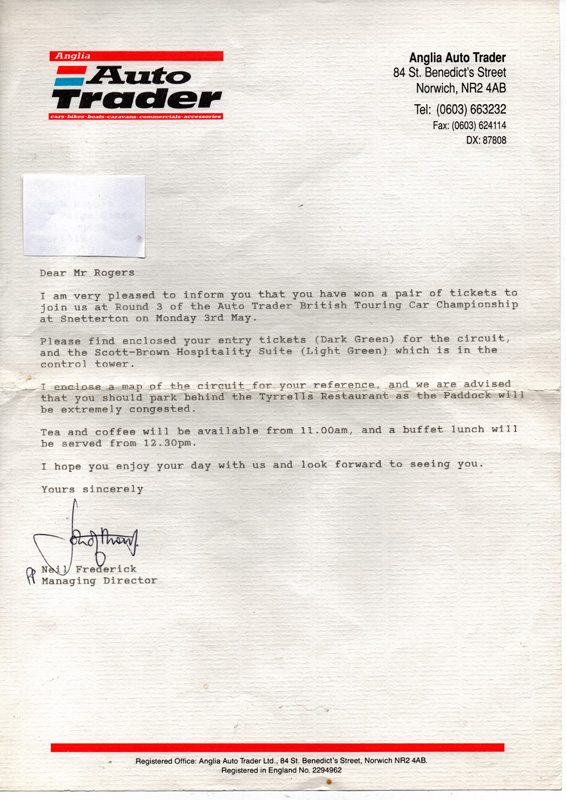 Anglia
Auto
Trader
cars·bikes·boats·caravans·commercials·accessories
Anglia Auto Trader
84 St. Benedict's Street
Norwich, NR2 4AB
Tel: (0603) 663232
Fax: (0603) 624114
DX: 87808
Dear Mr Rogers
I am very pleased to inform you that you have won a pair of tickets to
join us at Round 3 of the Auto Trader British Touring Car Championship
at Snetterton on Monday 3rd May.
Please find enclosed your entry tickets (Dark Green) for the circuit,
and the Scott-Brown Hospitality Suite (Light Green) which is in the
control tower.
I enclose a map of the circuit for your reference, and we are advised
that you should park behind the Tyrrells Restaurant as the Paddock will
be extremely congested.
Tea and coffee will be available from 11.00am, and a buffet lunch will
be served from 12.30pm.
I hope you enjoy your day with us and look forward to seeing you.
Yours sincerely
PP Neil Frederick
Managing Director
Registered Office: Anglia Auto Trader Ltd., 84 St. Benedict's Street, Norwich NR2 4AB.
Registered in England No. 2294962